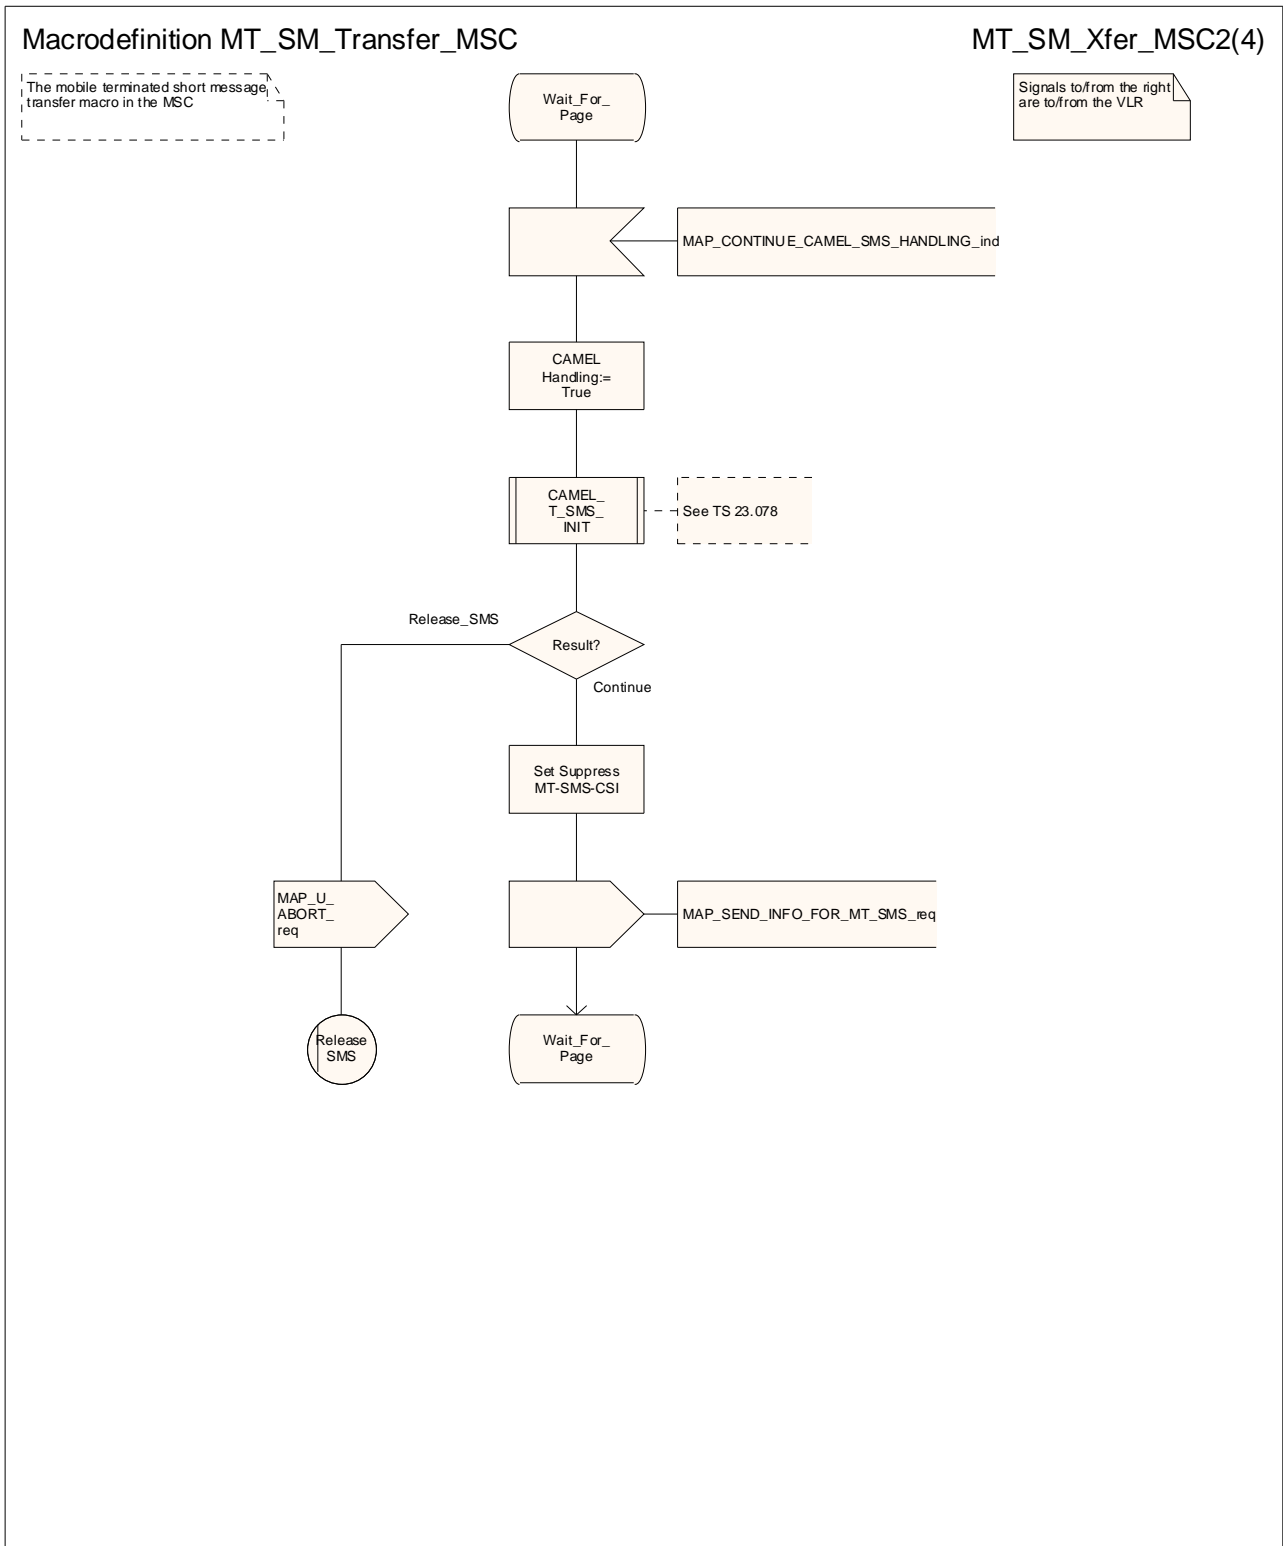 Macrodefinition MT_SM_Transfer_MSC
MT_SM_Xfer_MSC2(4)
The mobile terminated short message
transfer macro in the MSC
Wait_For_
Page
Signals to/from the right
are to/from the VLR
MAP_CONTINUE_CAMEL_SMS_HANDLING_ind
CAMEL
Handling:=
True
CAMEL_
T_SMS_
INIT
See TS 23.078
Release_SMS
Result?
Continue
Set Suppress
MT-SMS-CSI
MAP_U_
ABORT_
req
MAP_SEND_INFO_FOR_MT_SMS_req
Release
SMS
Wait_For_
Page